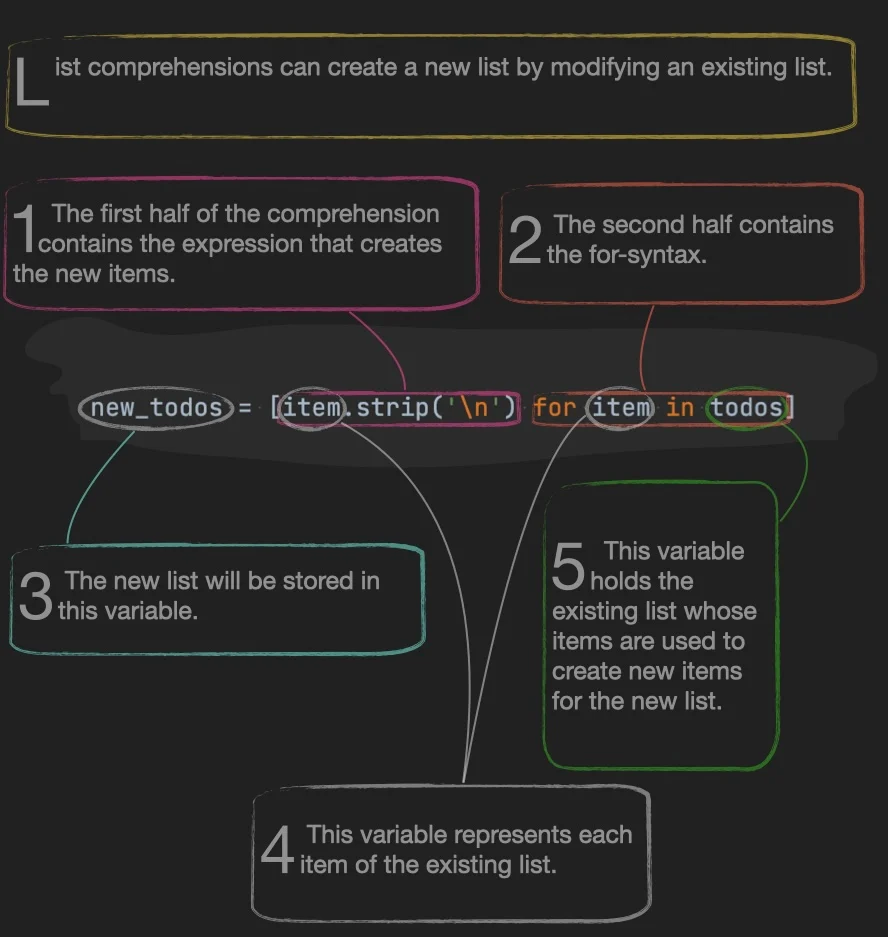 List comprehensions can create a new list by modifying an existing list.
1 The first half of the comprehension
contains the expression that creates
the new items.
2 The second half contains
the for-syntax.
new_todos = [item.strip('\n') for item in todos]
3 The new list will be stored in
this variable.
5 This variable
holds the
existing list whose
items are used to
create new items
for the new list.
4 This variable represents each
item of the existing list.